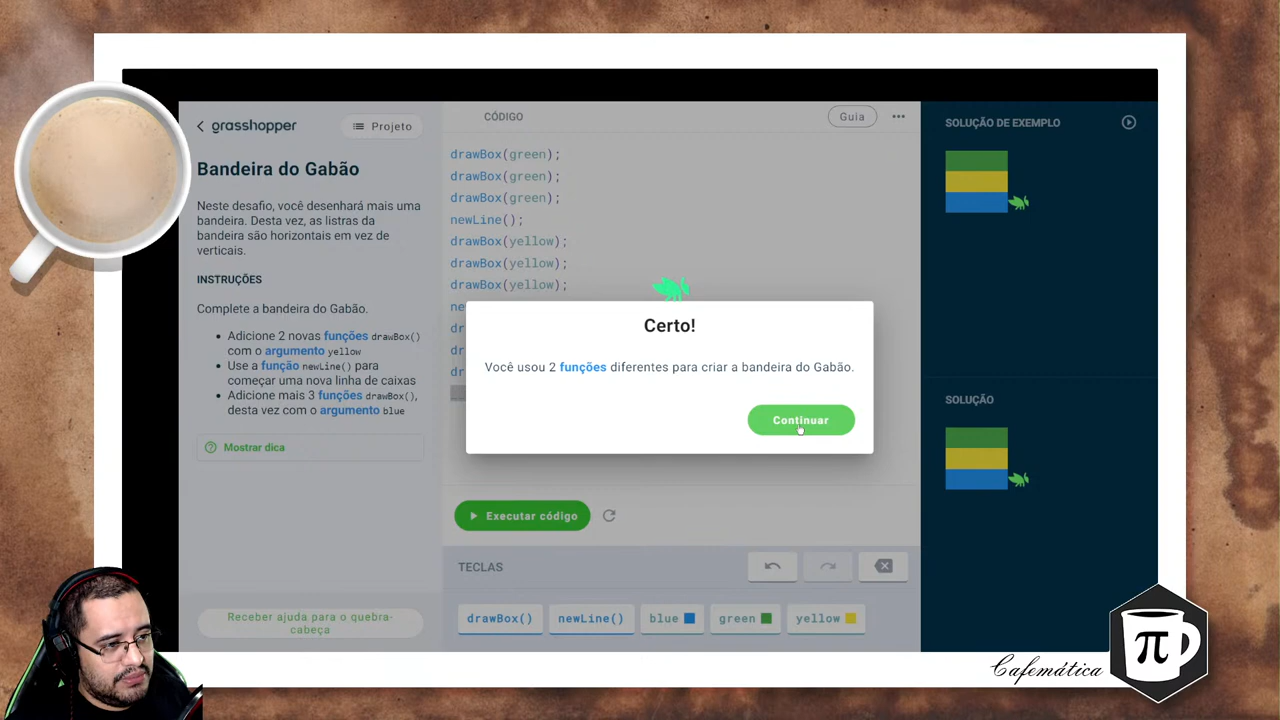 grasshopper
Projeto
Bandeira do Gabão
Neste desafio, você desenhará mais uma
bandeira. Desta vez, as listras da
bandeira são horizontais em vez de
verticais.
INSTRUÇÕES
Complete a bandeira do Gabão.
Adicione 2 novas funções drawBox()
com o argumento yellow
Use a função newLine() para
começar uma nova linha de caixas
Adicione mais 3 funções drawBox(),
desta vez com o argumento blue
Mostrar dica
Receber ajuda para o quebra-
cabeça
CÓDIGO
Guia
drawBox(green);
drawBox(green);
drawBox(green);
newLine();
drawBox(yellow);
drawBox(yellow);
drawBox(yellow);
ne
dr
dr
dr
Certo!
Você usou 2 funções diferentes para criar a bandeira do Gabão.
Continuar
Executar código
TECLAS
drawBox()
newLine()
blue
green
yellow
SOLUÇÃO DE EXEMPLO
SOLUÇÃO
Cafemática
π